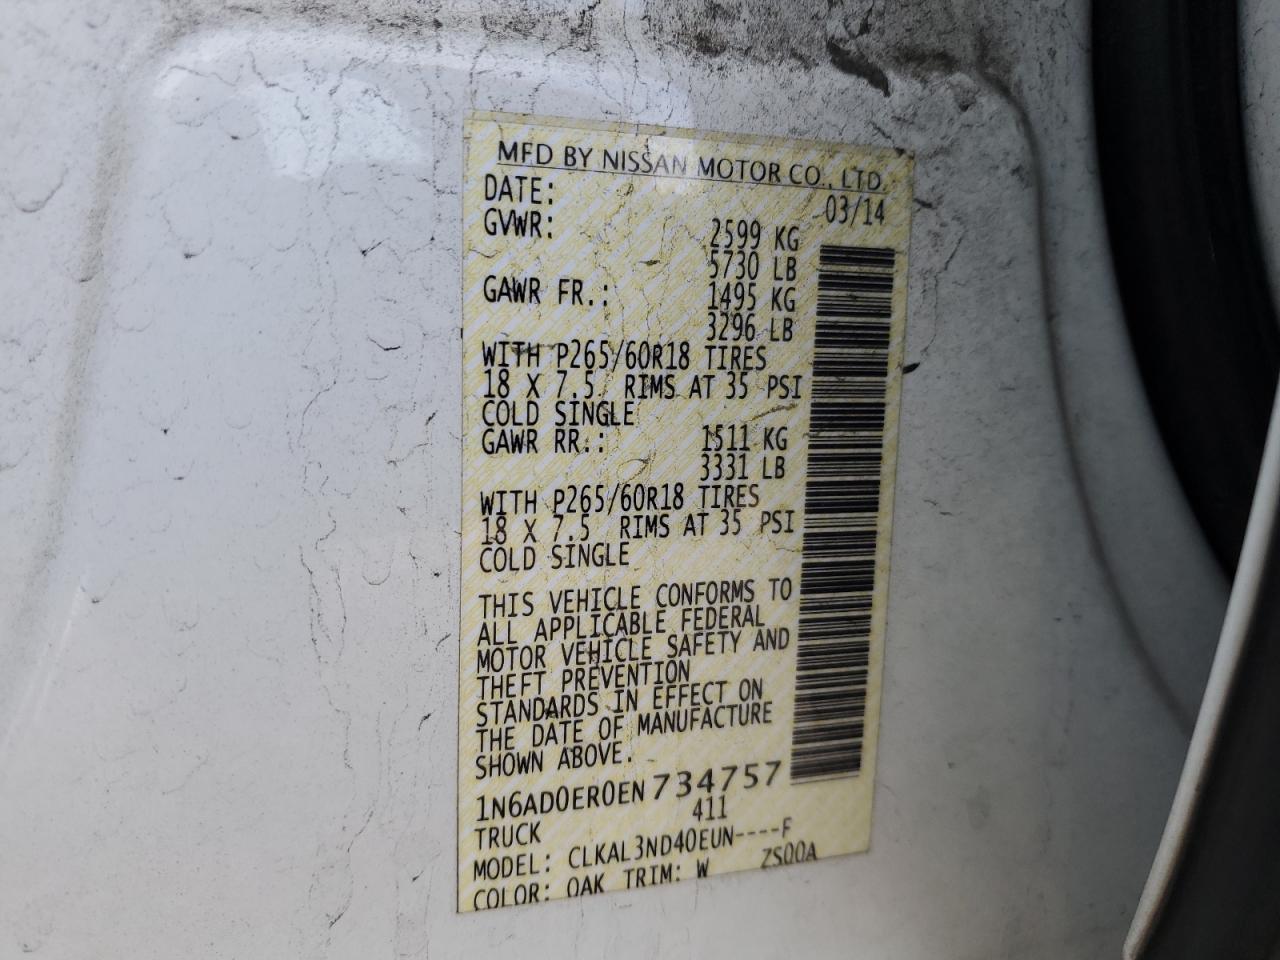 MFD BY NISSAN MOTOR CO., LTD.
DATE: 03/14
GVWR: 2599 KG
5730 LB
GAWR FR.: 1495 KG
3296 LB
WITH P265/60R18 TIRES
18 X 7.5 RIMS AT 35 PSI
COLD SINGLE
GAWR RR.: 1511 KG
3331 LB
WITH P265/60R18 TIRES
18 X 7.5 RIMS AT 35 PSI
COLD SINGLE
THIS VEHICLE CONFORMS TO
ALL APPLICABLE FEDERAL
MOTOR VEHICLE SAFETY AND
THEFT PREVENTION
STANDARDS IN EFFECT ON
THE DATE OF MANUFACTURE
SHOWN ABOVE.
1N6AD0ER0EN734757
TRUCK 411
MODEL: CLKAL3ND40EUN----F
COLOR: QAK TRIM: W ZS00A